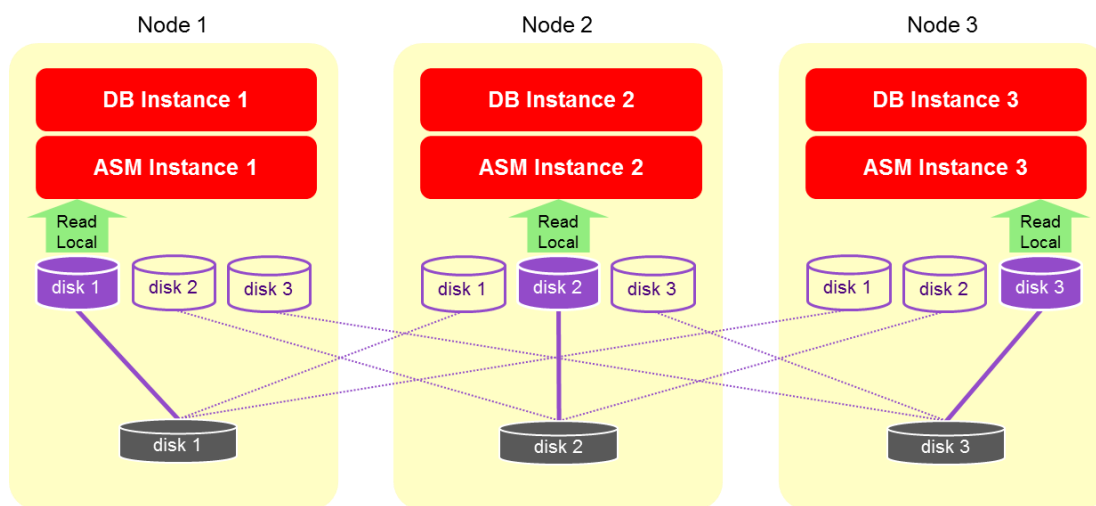 Node 1
Node 2
Node 3
DB Instance 1
DB Instance 2
DB Instance 3
ASM Instance 1
ASM Instance 2
ASM Instance 3
Read
Local
Read
Local
Read
Local
disk 1
disk 2
disk 3
disk 1
disk 2
disk 3
disk 1
disk 2
disk 3
disk 1
disk 2
disk 3